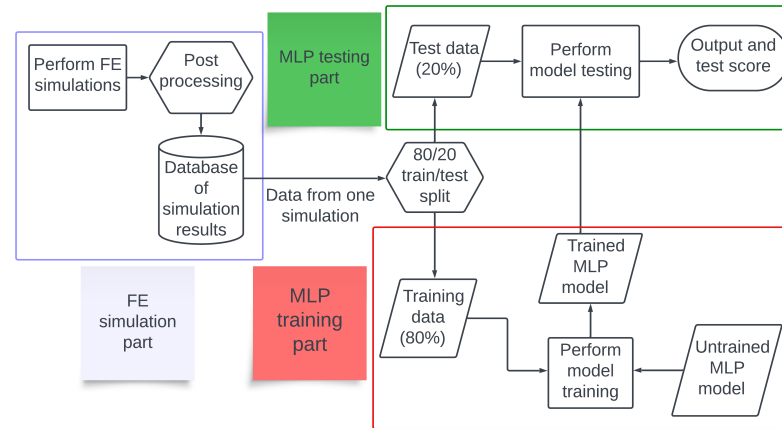 Perform FE
simulations
Post
processing
Database
of
simulation
results
MLP testing
part
Data from one
simulation
80/20
train/test
split
Test data
(20%)
Perform
model testing
Output and
test score
FE
simulation
part
MLP
training
part
Training
data
(80%)
Trained
MLP
model
Perform
model
training
Untrained
MLP
model